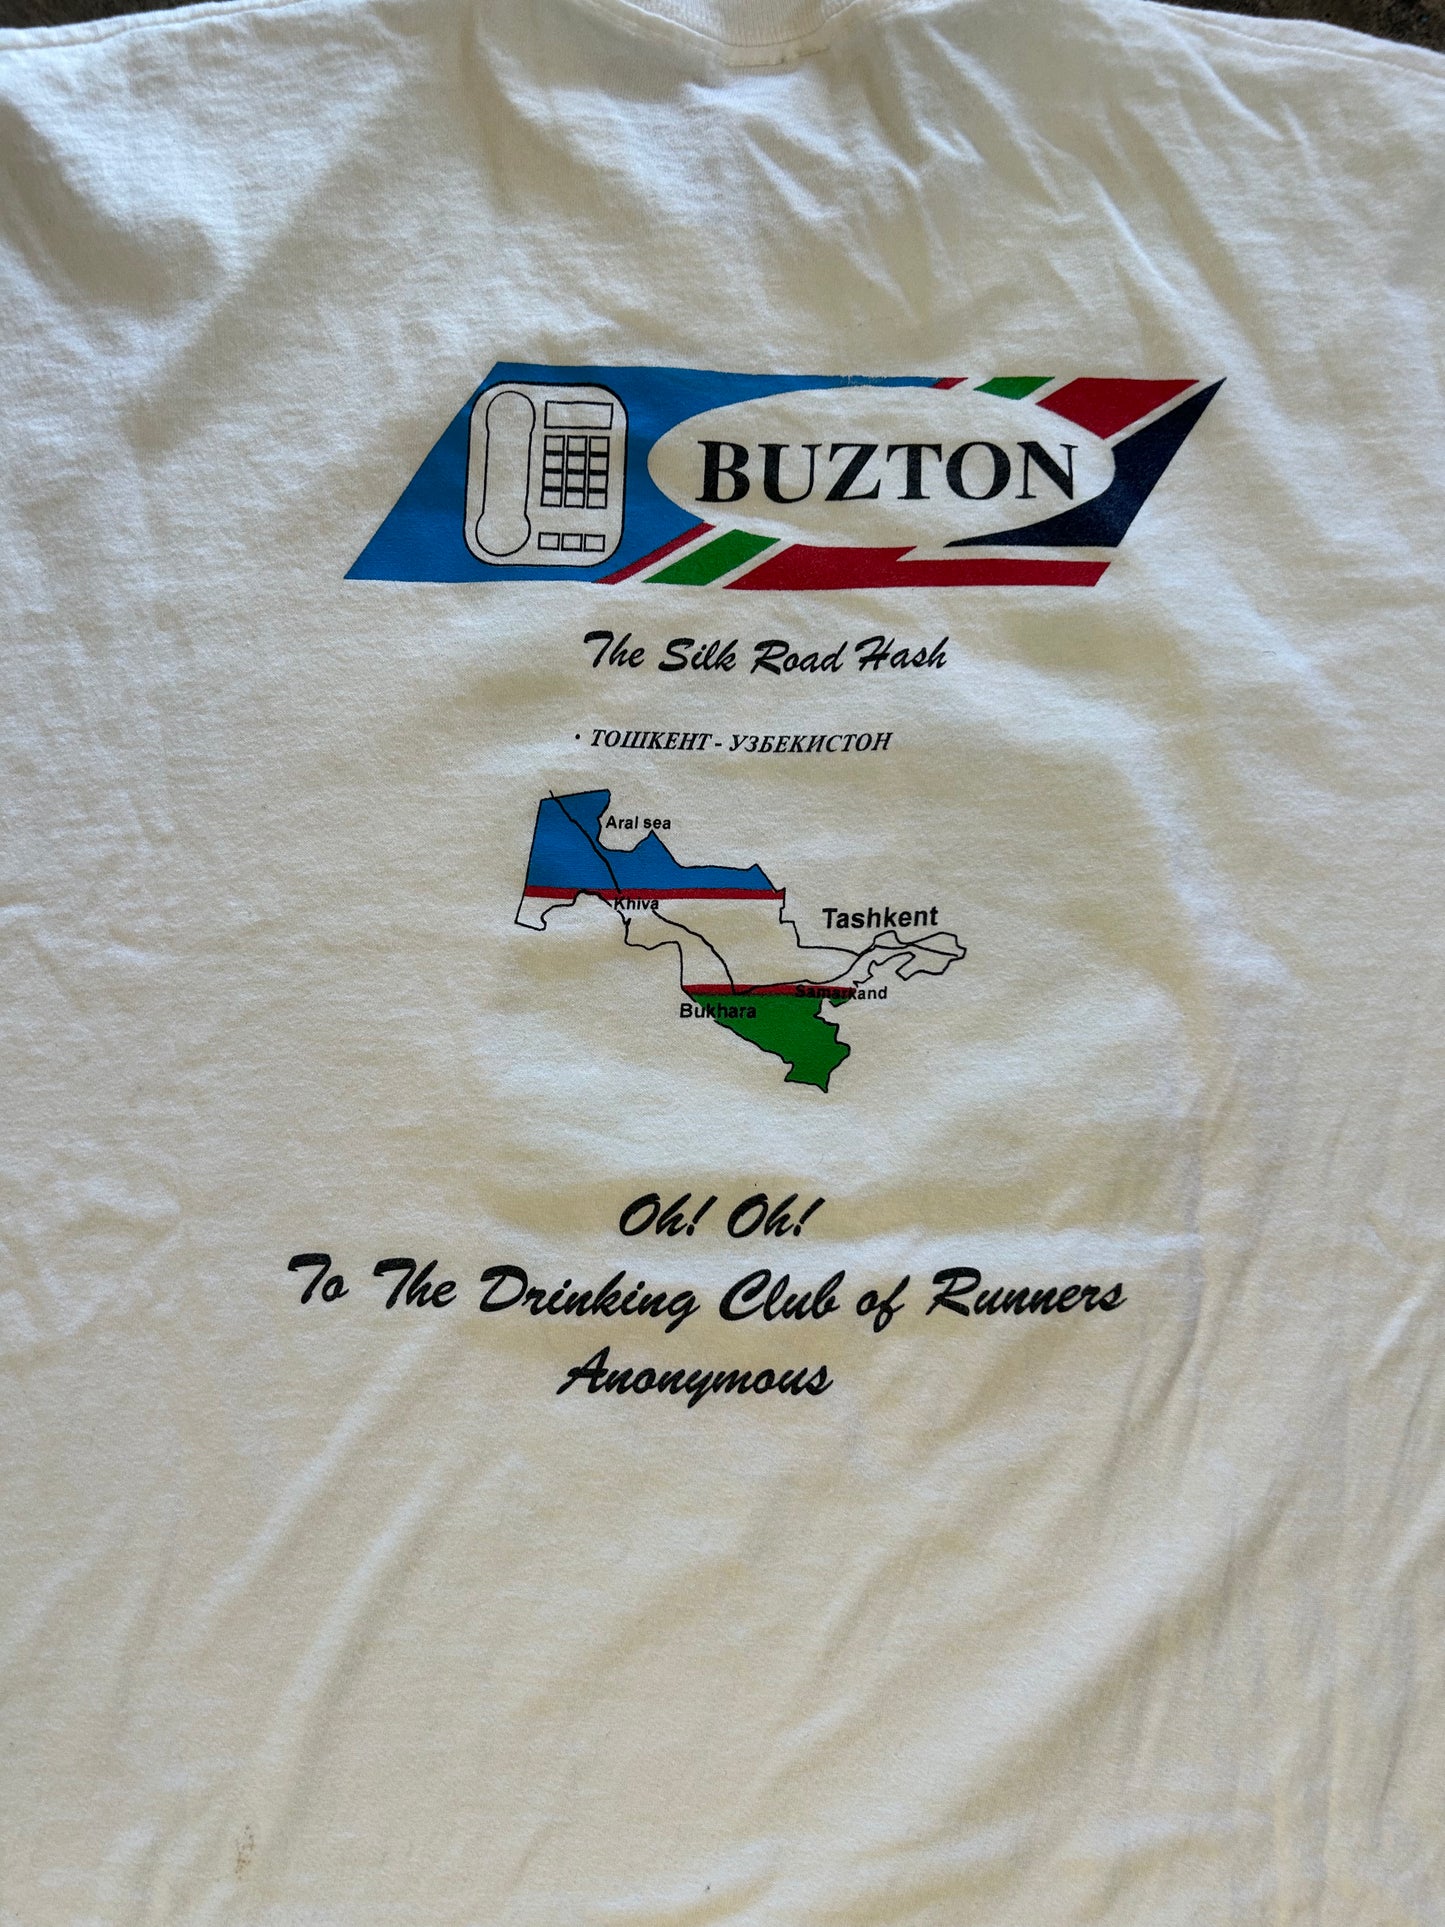 BUZTON
The Silk Road Hash
· ТОШКЕНТ - УЗБЕКИСТОН
Aral sea
Khiva
Tashkent
Samarkand
Bukhara
Oh! Oh!
To The Drinking Club of Runners
Anonymous